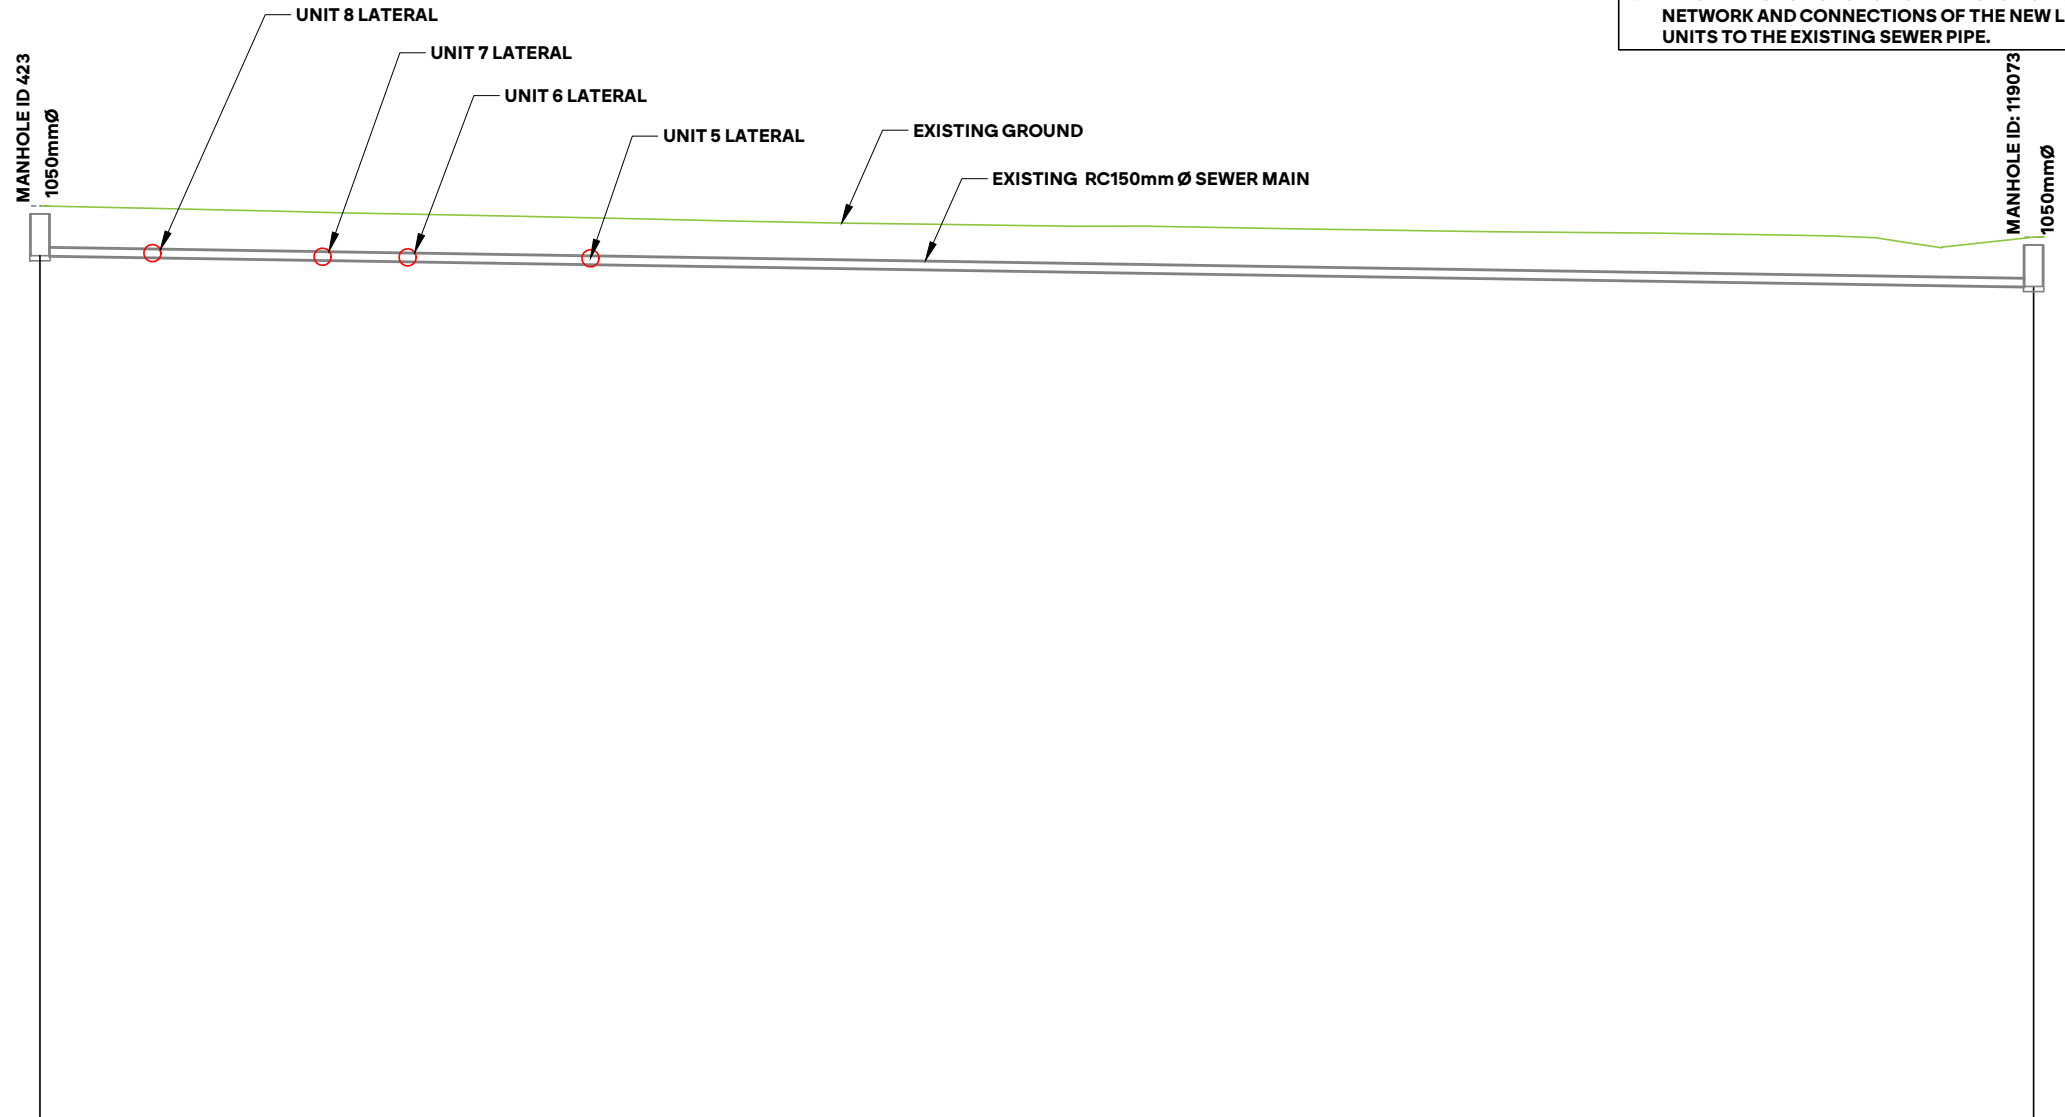 NETWORK AND CONNECTIONS OF THE NEW L
UNITS TO THE EXISTING SEWER PIPE.
UNIT 8 LATERAL
UNIT 7 LATERAL
UNIT 6 LATERAL
UNIT 5 LATERAL
EXISTING GROUND
EXISTING RC150mm Ø SEWER MAIN
MANHOLE ID 423
1050mmØ
MANHOLE ID: 119073
1050mmØ